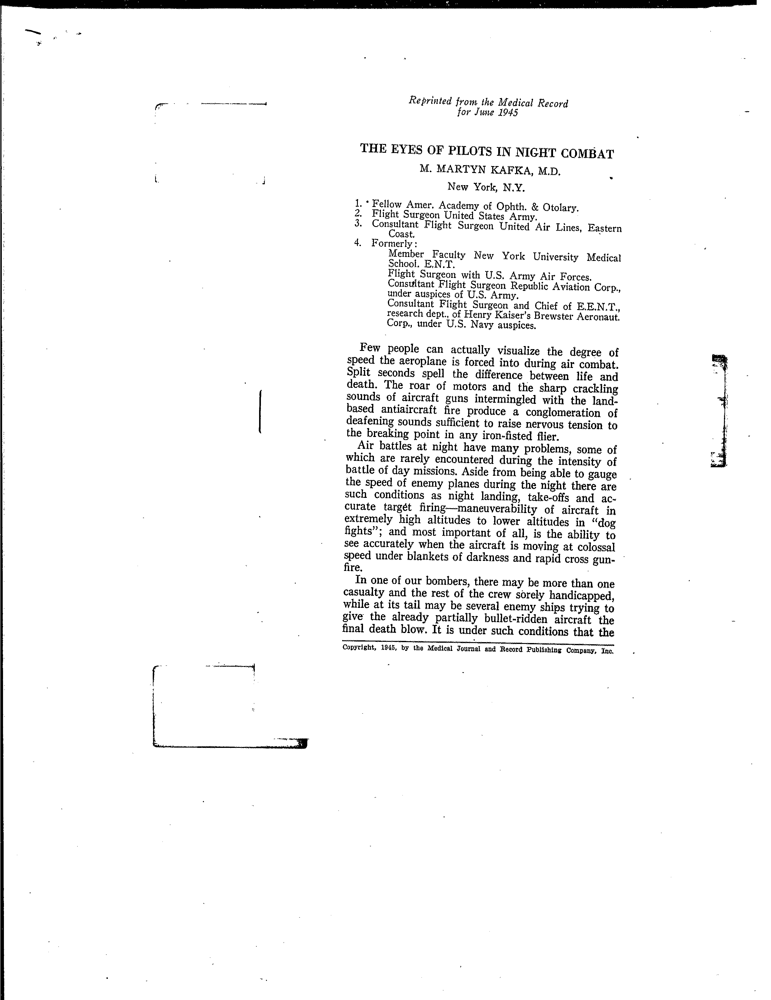 Reprinted from the Medical Record
for June 1945
THE EYES OF PILOTS IN NIGHT COMBAT
M. MARTYN KAFKA, M.D.
New York, N.Y.
1. Fellow Amer. Academy of Ophth. & Otolary.
2. Flight Surgeon United States Army.
3. Consultant Flight Surgeon United Air Lines, Eastern
Coast.
4. Formerly:
Member Faculty New York University Medical
School. E.N.T.
Flight Surgeon with U.S. Army Air Forces.
Consultant Flight Surgeon Republic Aviation Corp.,
under auspices of U.S. Army.
Consultant Flight Surgeon and Chief of E.E.N.T.,
research dept., of Henry Kaiser's Brewster Aeronaut.
Corp., under U.S. Navy auspices.
Few people can actually visualize the degree of
speed the aeroplane is forced into during air combat.
Split seconds spell the difference between life and
death. The roar of motors and the sharp crackling
sounds of aircraft guns intermingled with the land-
based antiaircraft fire produce a conglomeration of
deafening sounds sufficient to raise nervous tension to
the breaking point in any iron-fisted flier.
Air battles at night have many problems, some of
which are rarely encountered during the intensity of
battle of day missions. Aside from being able to gauge
the speed of enemy planes during the night there are
such conditions as night landing, take-offs and ac-
curate target firing—maneuverability of aircraft in
extremely high altitudes to lower altitudes in "dog
fights"; and most important of all, is the ability to
see accurately when the aircraft is moving at colossal
speed under blankets of darkness and rapid cross gun-
fire.
In one of our bombers, there may be more than one
casualty and the rest of the crew sorely handicapped,
while at its tail may be several enemy ships trying to
give the already partially bullet-ridden aircraft the
final death blow. It is under such conditions that the
Copyright, 1945, by the Medical Journal and Record Publishing Company, Inc.